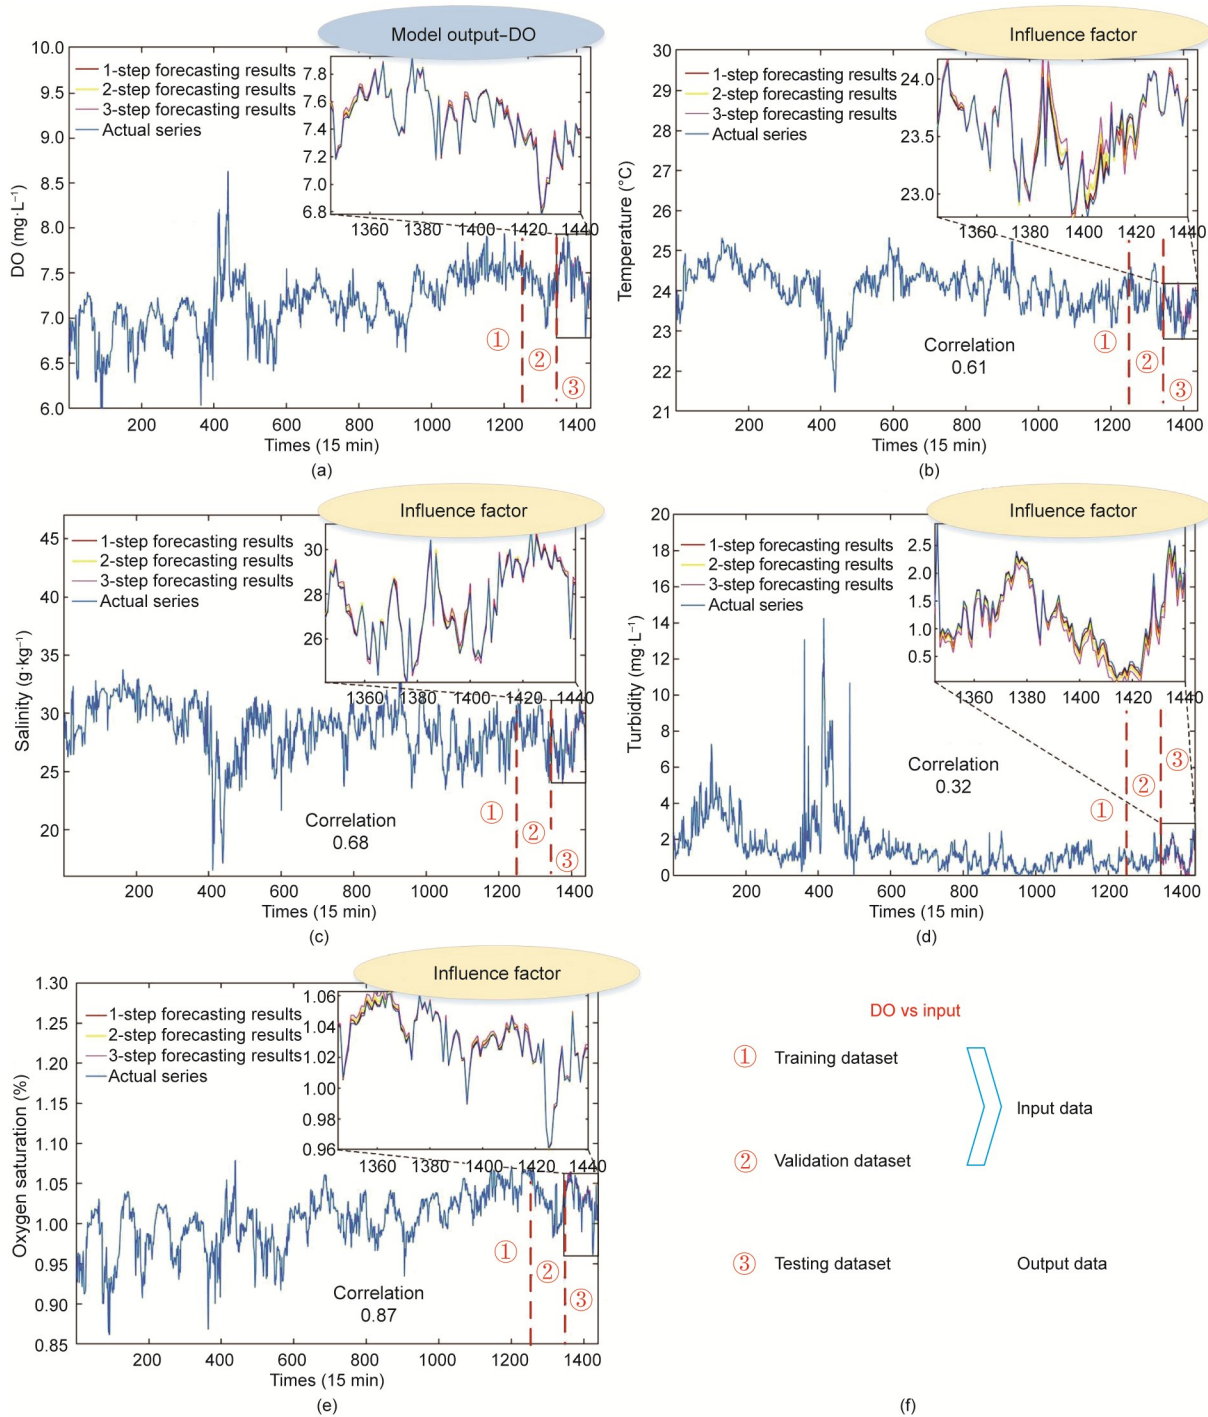 Model output–DO
10.0
9.5
9.0
8.5
8.0
7.5
7.0
6.5
6.0
DO (mg·L⁻¹)
1-step forecasting results
2-step forecasting results
3-step forecasting results
Actual series
7.8
7.6
7.4
7.2
7.0
6.8
1360 1380 1400 1420 1440
① ② ③
200 400 600 800 1000 1200 1400
Times (15 min)
(a)
Influence factor
30
29
28
27
26
25
24
23
22
21
Temperature (°C)
1-step forecasting results
2-step forecasting results
3-step forecasting results
Actual series
24.0
23.5
23.0
1360 1380 1400 1410 1420 1440
Correlation
0.61
① ② ③
200 400 600 800 1000 1200 1400
Times (15 min)
(b)
Influence factor
45
40
35
30
25
20
Salinity (g·kg⁻¹)
1-step forecasting results
2-step forecasting results
3-step forecasting results
Actual series
30
28
26
1360 1380 1400 1420 1440
Correlation
0.68
① ② ③
200 400 600 800 1000 1200 1400
Times (15 min)
(c)
Influence factor
20
18
16
14
12
10
8
6
4
2
0
Turbidity (mg·L⁻¹)
1-step forecasting results
2-step forecasting results
3-step forecasting results
Actual series
2.5
2.0
1.5
1.0
0.5
1360 1380 1400 1420 1440
Correlation
0.32
① ② ③
200 400 600 800 1000 1200 1400
Times (15 min)
(d)
Influence factor
1.30
1.25
1.20
1.15
1.10
1.05
1.00
0.95
0.90
0.85
Oxygen saturation (%)
1-step forecasting results
2-step forecasting results
3-step forecasting results
Actual series
1.06
1.04
1.02
1.00
0.98
0.96
1360 1380 1400 1420 1440
Correlation
0.87
① ② ③
200 400 600 800 1000 1200 1400
Times (15 min)
(e)
DO vs input
① Training dataset
Input data
② Validation dataset
③ Testing dataset Output data
(f)